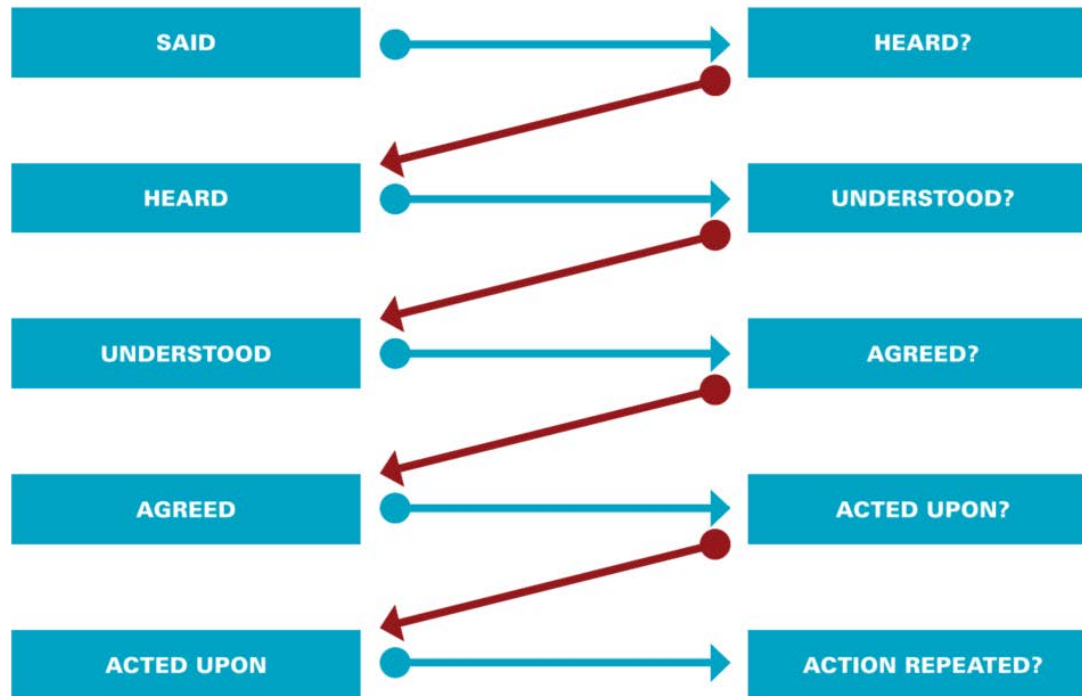 SAID
HEARD?
HEARD
UNDERSTOOD?
UNDERSTOOD
AGREED?
AGREED
ACTED UPON?
ACTED UPON
ACTION REPEATED?